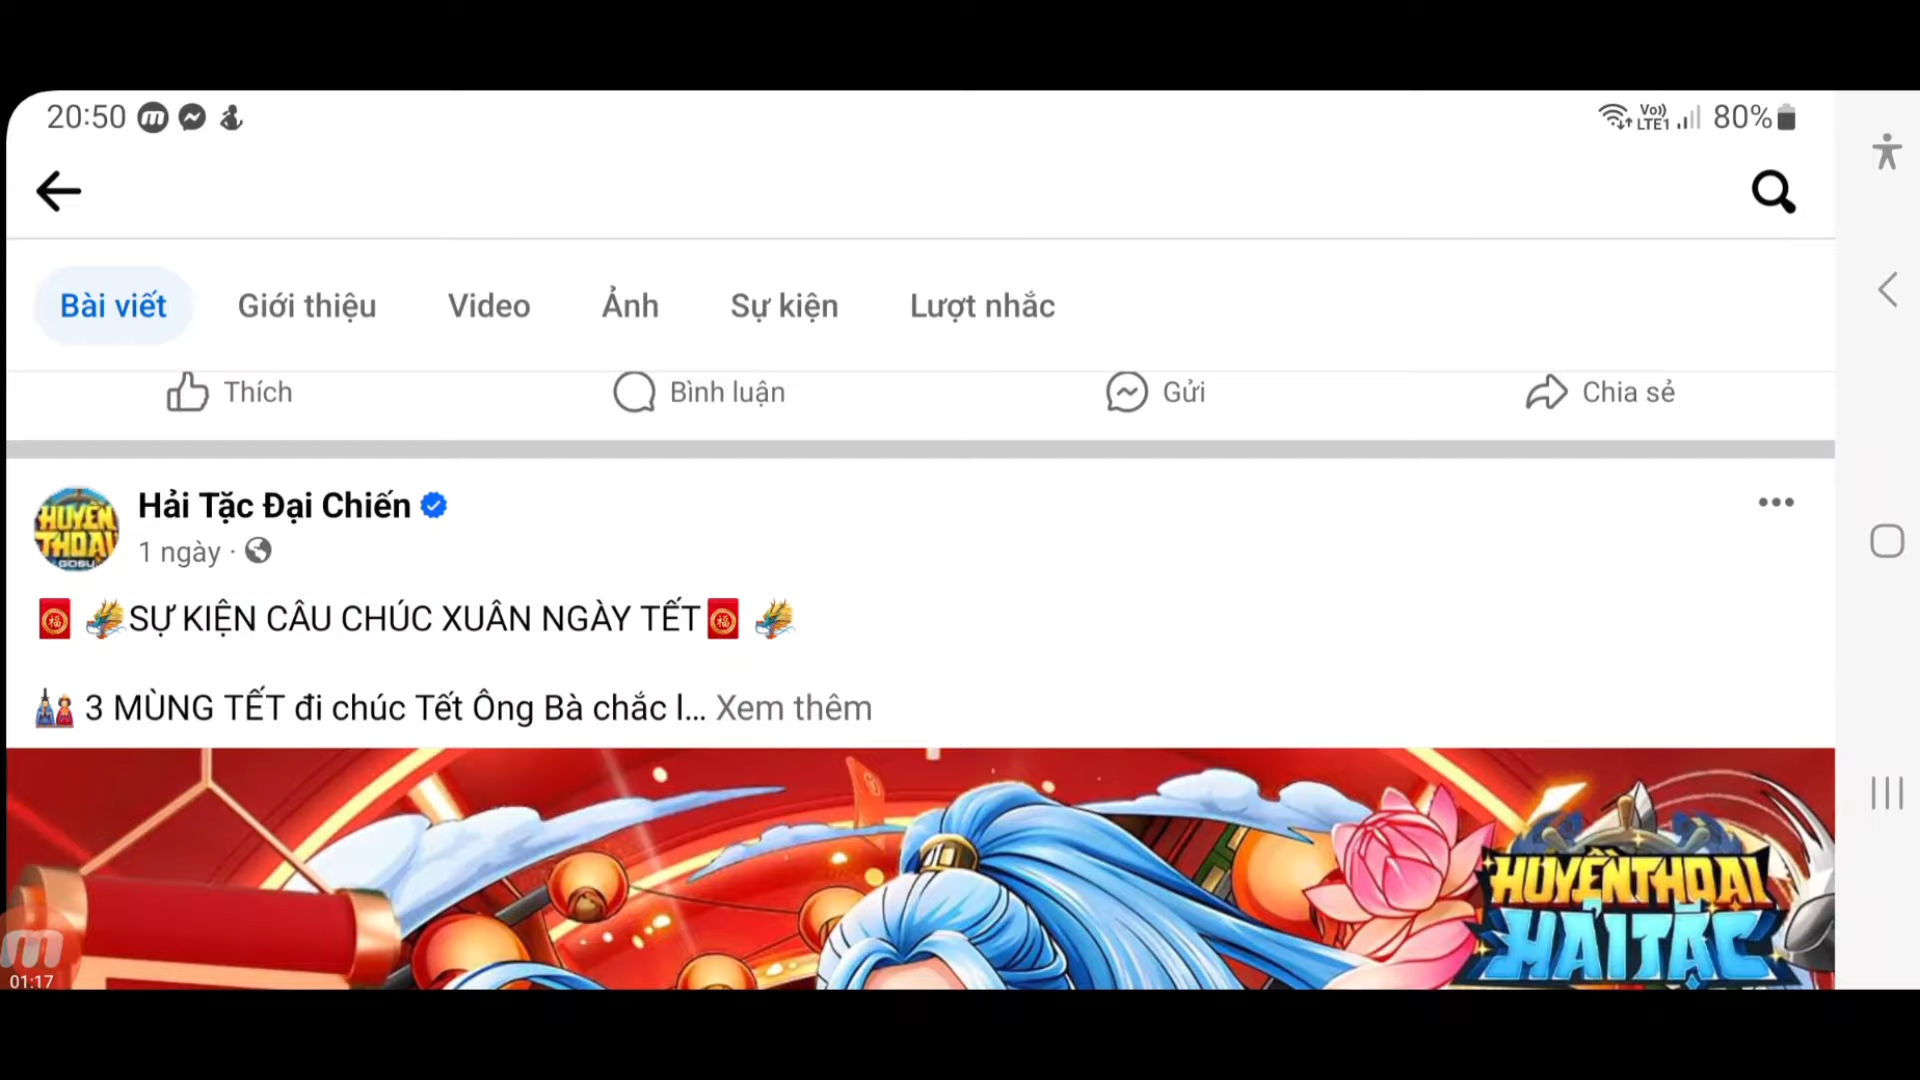 20:50
Vo)) LTE1 80%
Bài viết Giới thiệu Video Ảnh Sự kiện Lượt nhắc
Thích Bình luận Gửi Chia sẻ
Hải Tặc Đại Chiến
1 ngày ·
SỰ KIỆN CÂU CHÚC XUÂN NGÀY TẾT
3 MÙNG TẾT đi chúc Tết Ông Bà chắc l... Xem thêm
HUYỀN THOẠI
GOSU
HUYỀN THOẠI
HẢI TẶC
01:17